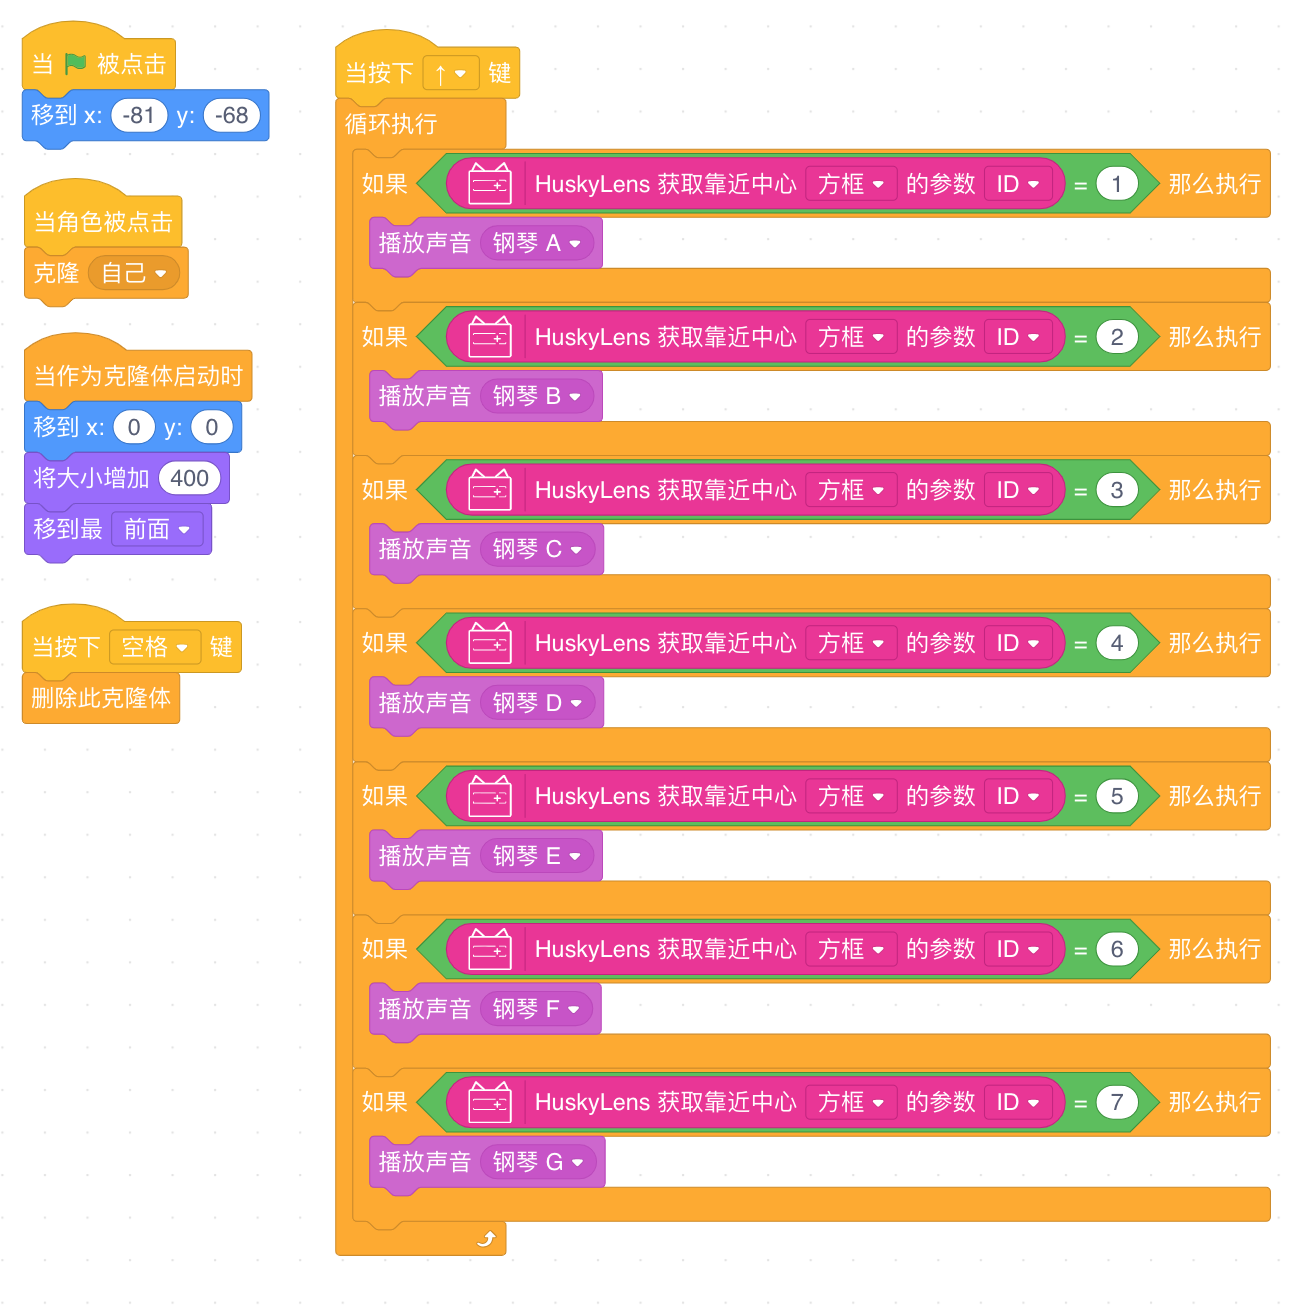 当 被点击
移到 x: -81 y: -68
当角色被点击
克隆 自己
当作为克隆体启动时
移到 x: 0 y: 0
将大小增加 400
移到最 前面
当按下 空格 键
删除此克隆体
当按下 ↑ 键
循环执行
如果 HuskyLens 获取靠近中心 方框 的参数 ID = 1 那么执行
播放声音 钢琴 A
如果 HuskyLens 获取靠近中心 方框 的参数 ID = 2 那么执行
播放声音 钢琴 B
如果 HuskyLens 获取靠近中心 方框 的参数 ID = 3 那么执行
播放声音 钢琴 C
如果 HuskyLens 获取靠近中心 方框 的参数 ID = 4 那么执行
播放声音 钢琴 D
如果 HuskyLens 获取靠近中心 方框 的参数 ID = 5 那么执行
播放声音 钢琴 E
如果 HuskyLens 获取靠近中心 方框 的参数 ID = 6 那么执行
播放声音 钢琴 F
如果 HuskyLens 获取靠近中心 方框 的参数 ID = 7 那么执行
播放声音 钢琴 G